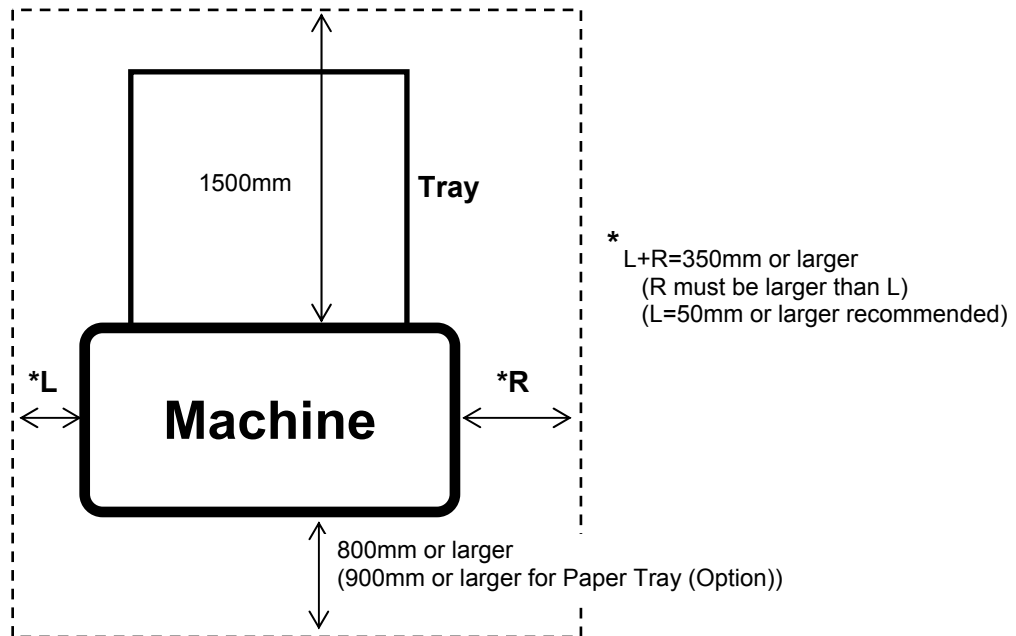 1500mm
Tray
*
L+R=350mm or larger
(R must be larger than L)
(L=50mm or larger recommended)
*L
*R
Machine
800mm or larger
(900mm or larger for Paper Tray (Option))